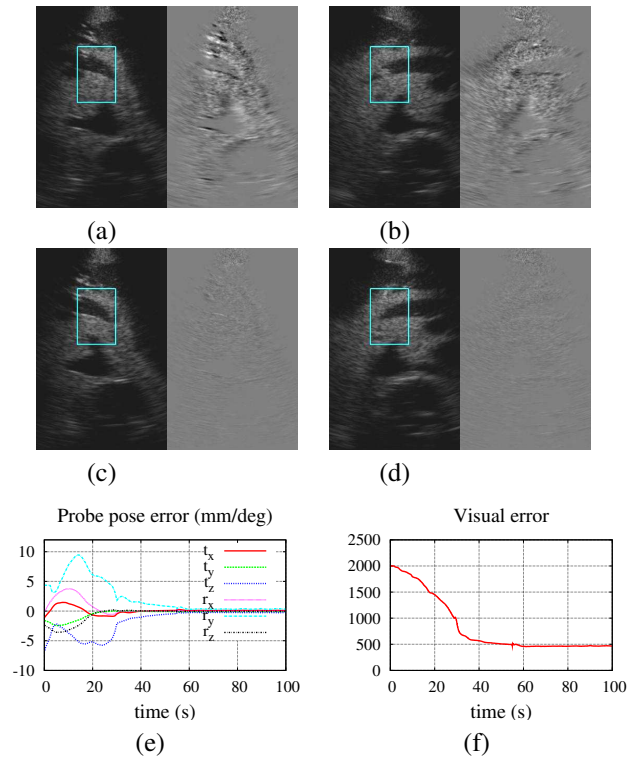 (a)
(b)
(c)
(d)
Probe pose error (mm/deg)
10
5
0
-5
-10
0
20
40
60
80
100
t_x
t_y
t_z
r_x
r_y
r_z
time (s)
(e)
Visual error
2500
2000
1500
1000
500
0
0
20
40
60
80
100
time (s)
(f)